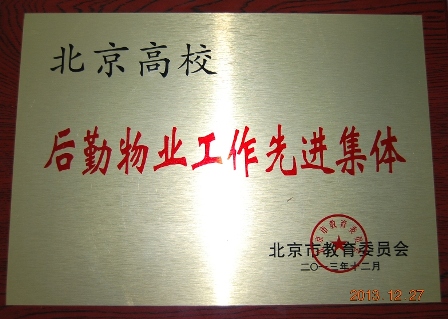 北京高校
后勤物业工作先进集体
北京市教育委员会
二〇一三年十二月
2013.12.27